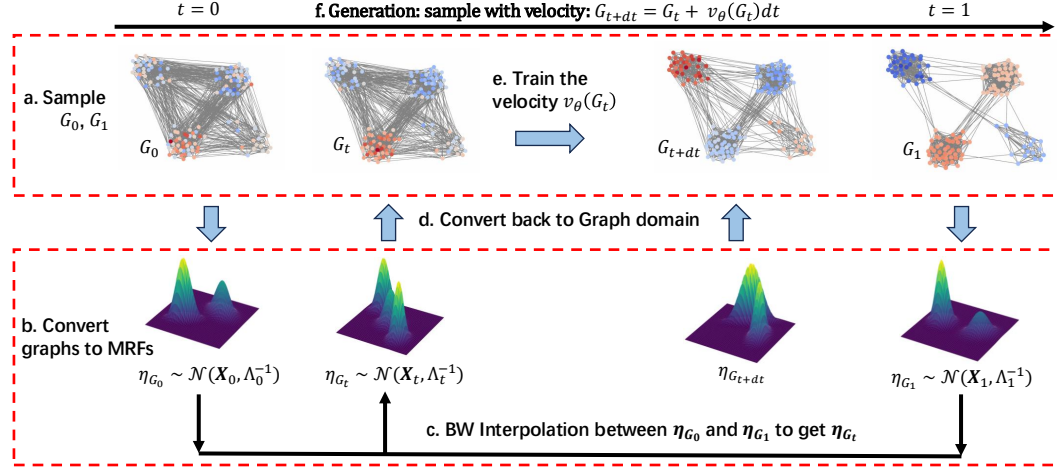 t = 0
f. Generation: sample with velocity: G_{t+dt} = G_t + v_θ(G_t)dt
t = 1
a. Sample
G_0, G_1
e. Train the
velocity v_θ(G_t)
G_0
G_t
G_{t+dt}
G_1
d. Convert back to Graph domain
b. Convert
graphs to MRFs
η_{G_0} ~ 𝒩(X_0, Λ_0^{-1})
η_{G_t} ~ 𝒩(X_t, Λ_t^{-1})
η_{G_{t+dt}}
η_{G_1} ~ 𝒩(X_1, Λ_1^{-1})
c. BW Interpolation between η_{G_0} and η_{G_1} to get η_{G_t}